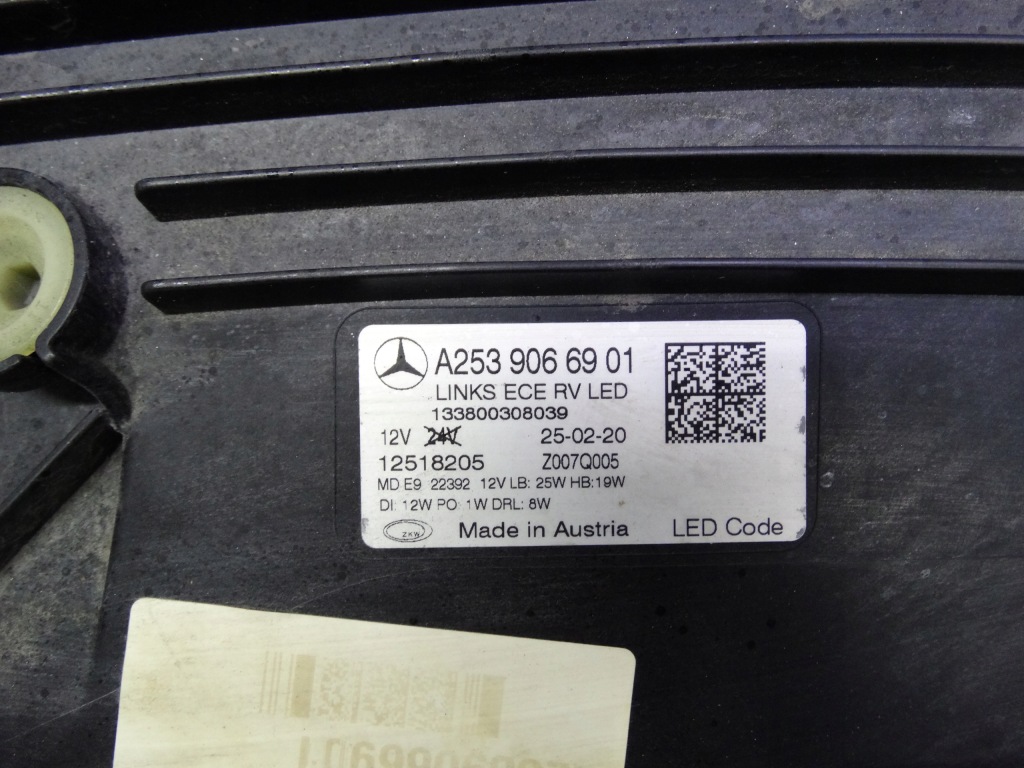 A253 906 69 01
LINKS ECE RV LED
133800308039
12V 24V 25-02-20
12518205 Z007Q005
MD E9 22392 12V LB: 25W HB:19W
DI: 12W PO: 1W DRL: 8W
ZKW Made in Austria LED Code